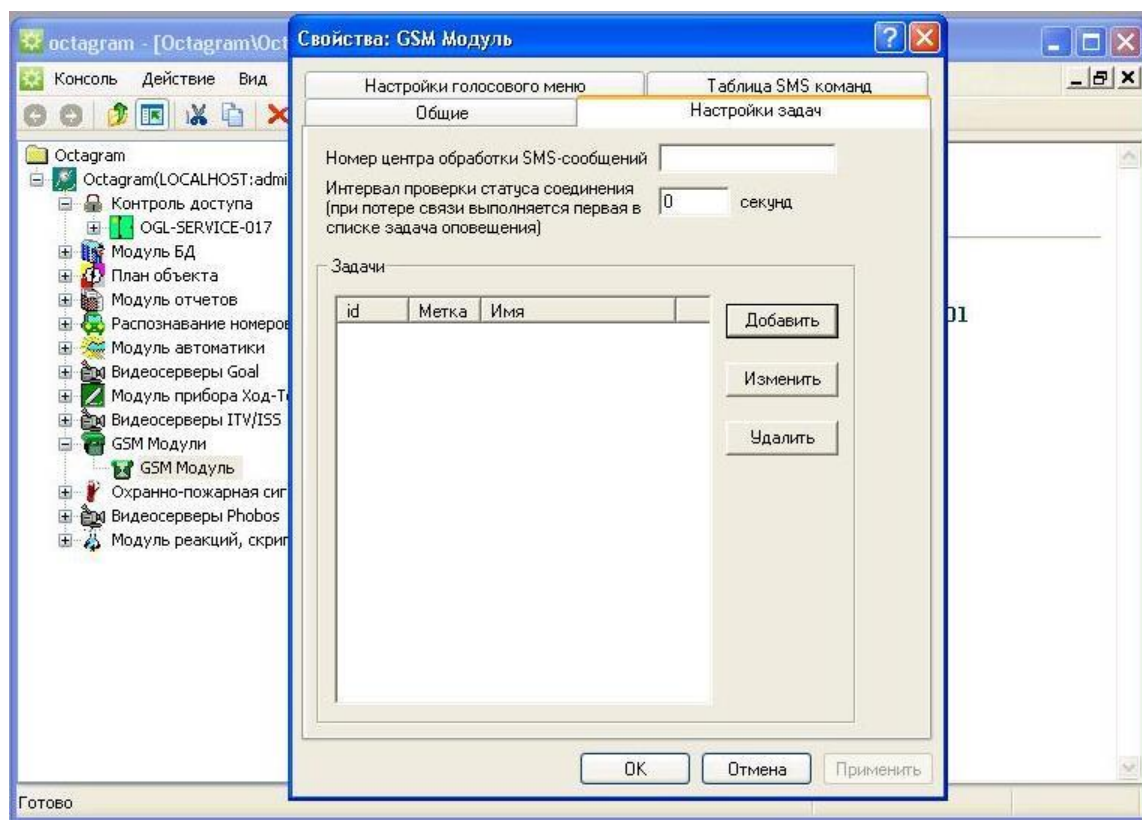 octagram - [Octagram\Oct
Свойства: GSM Модуль
Консоль Действие Вид
Настройки голосового меню
Таблица SMS команд
Общие
Настройки задач
Octagram
Octagram(LOCALHOST:admi
Контроль доступа
OGL-SERVICE-017
Модуль БД
План объекта
Модуль отчетов
Распознавание номеров
Модуль автоматики
Видеосерверы Goal
Модуль прибора Ход-Т
Видеосерверы ITV/ISS
GSM Модули
GSM Модуль
Охранно-пожарная сиг
Видеосерверы Phobos
Модуль реакций, скрип
Номер центра обработки SMS-сообщений
Интервал проверки статуса соединения
(при потере связи выполняется первая в
списке задача оповещения)
0 секунд
Задачи
id Метка Имя
Добавить
Изменить
Удалить
01
OK Отмена Применить
Готово